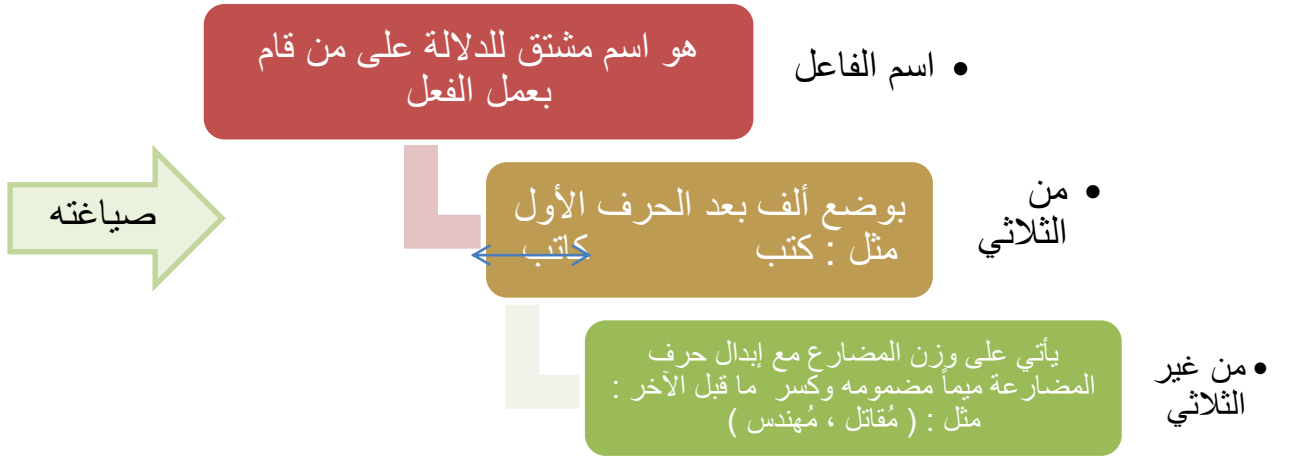 • اسم الفاعل
هو اسم مشتق للدلالة على من قام
بعمل الفعل
صياغته
• من
الثلاثي
بوضع ألف بعد الحرف الأول
مثل : كتب كاتب
• من غير
الثلاثي
يأتي على وزن المضارع مع إبدال حرف
المضارعة ميماً مضمومه وكسر ما قبل الآخر :
مثل : ( مُقاتل ، مُهندس )